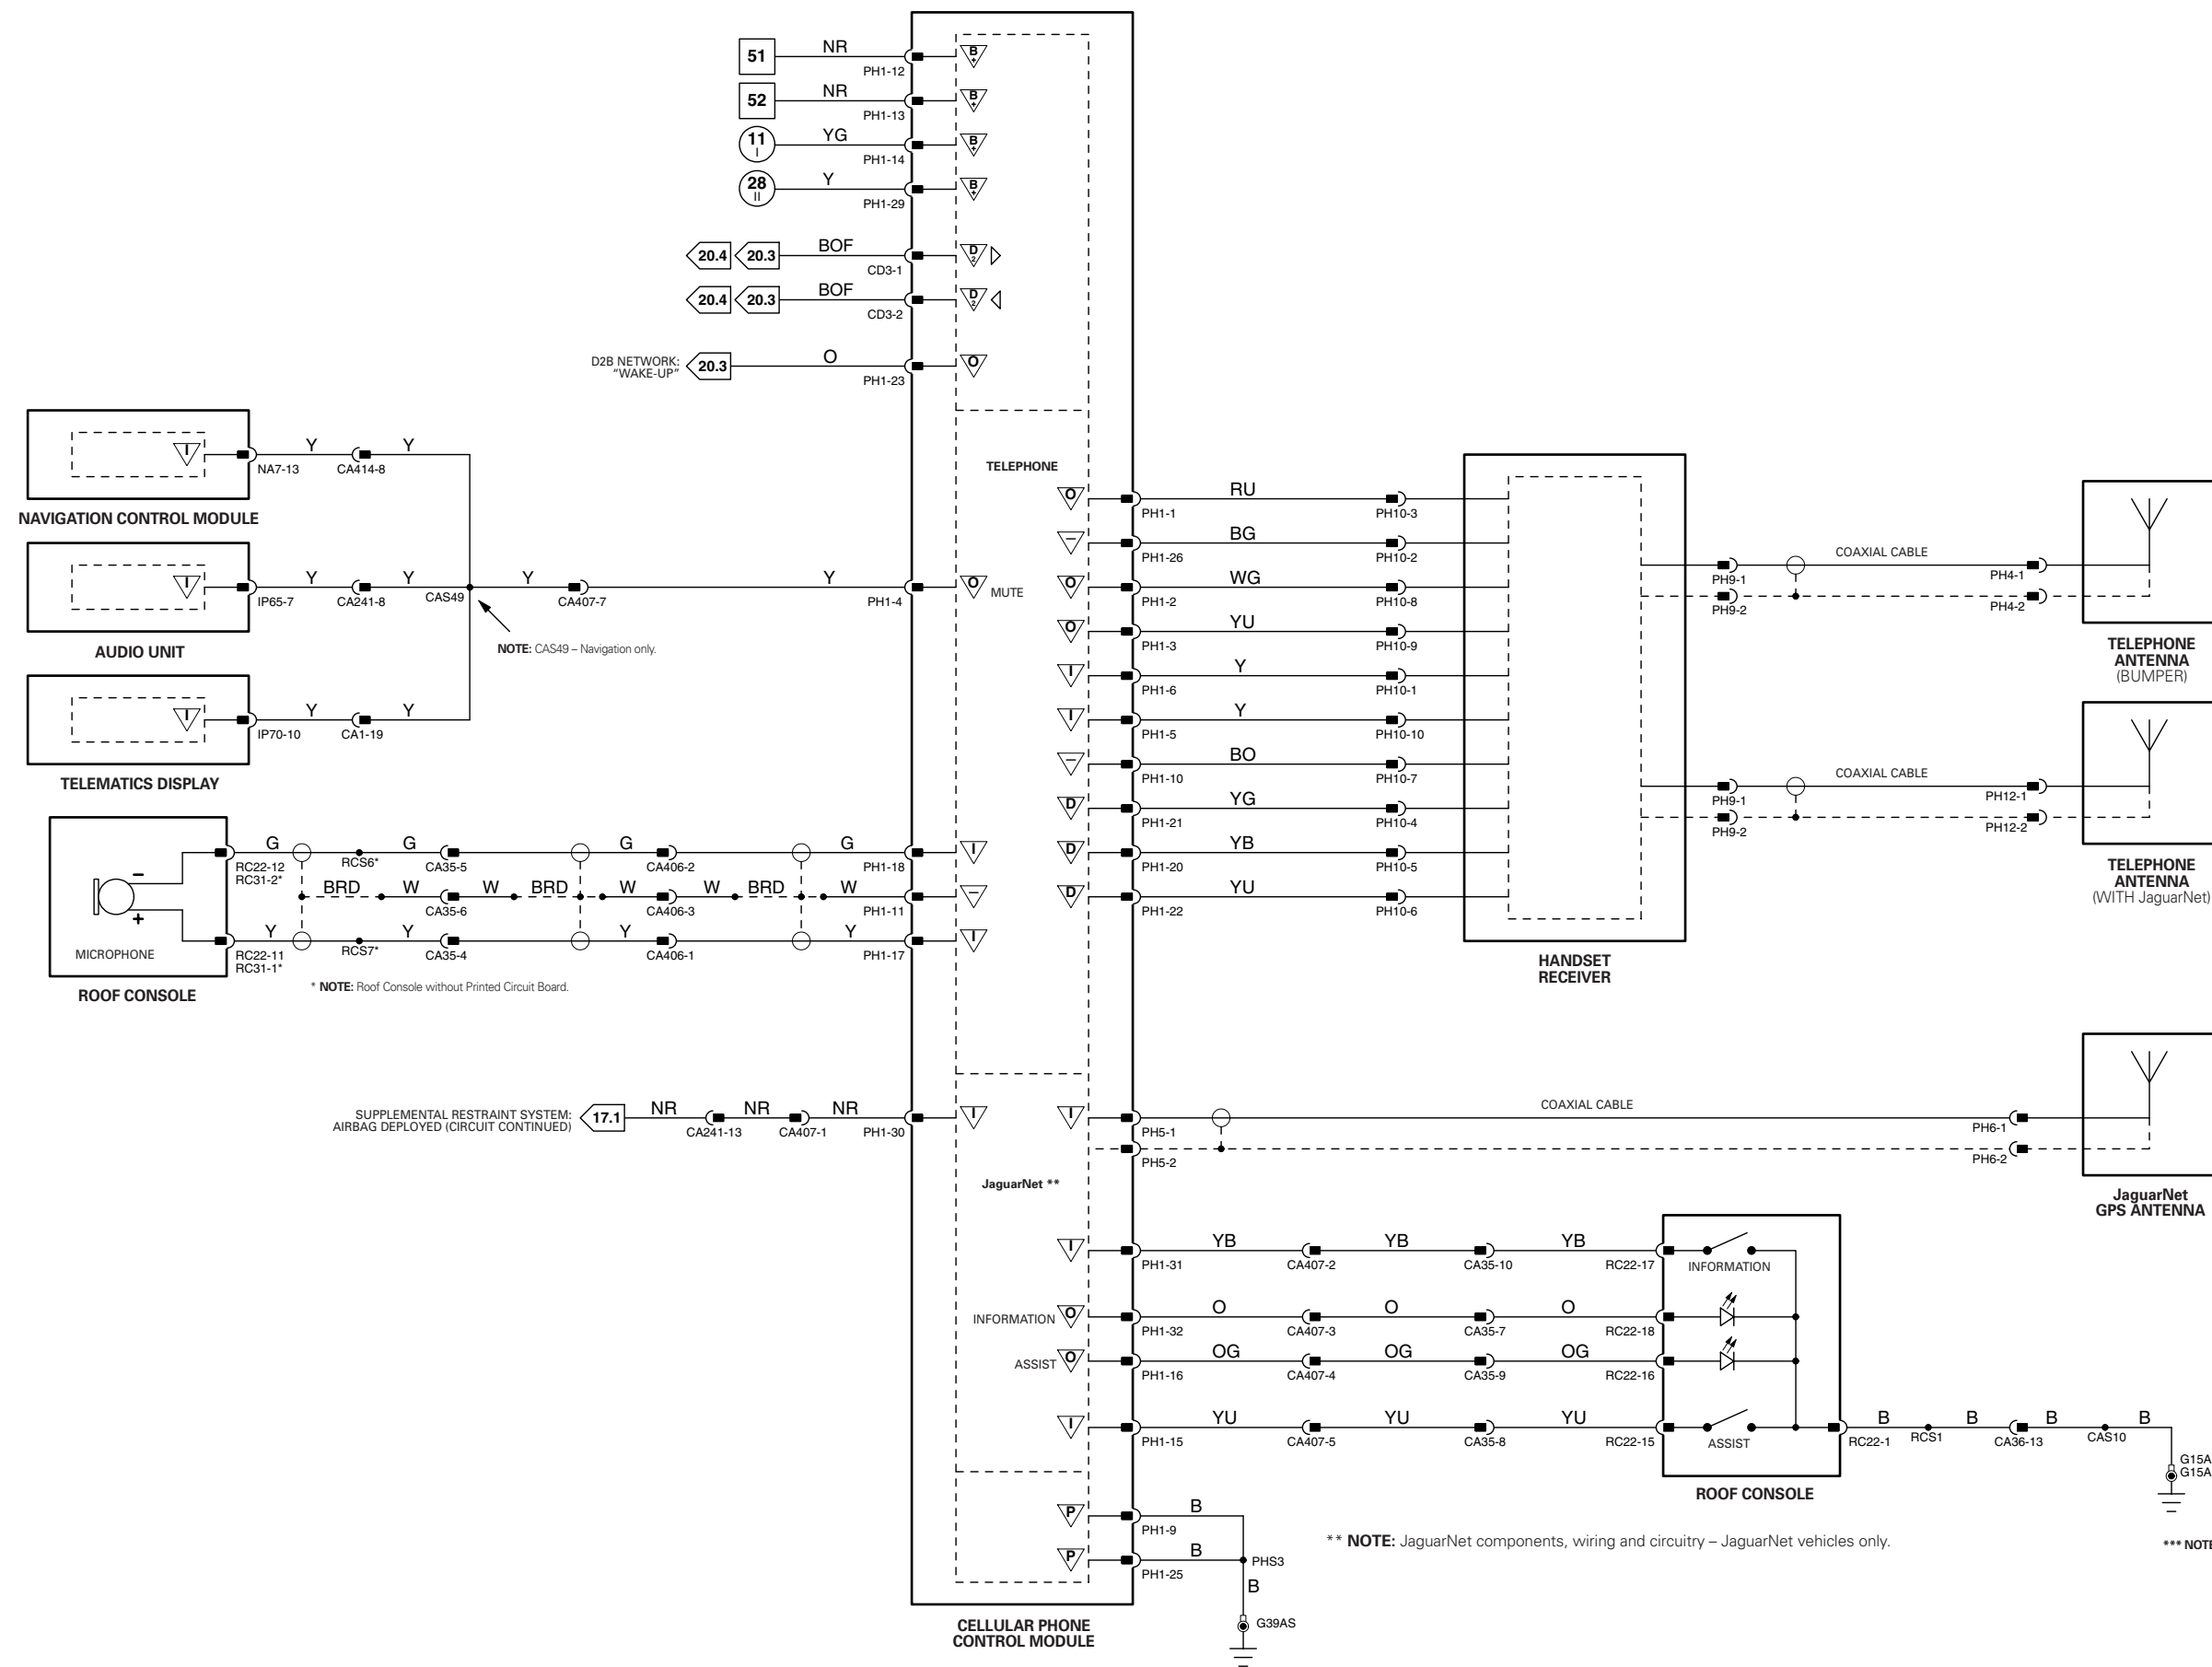 51
NR
PH1-12
B
+
52
NR
PH1-13
B
+
11
I
YG
PH1-14
B
+
28
II
Y
PH1-29
B
+
20.4
20.3
BOF
CD3-1
D
2
20.4
20.3
BOF
CD3-2
D
2
D2B NETWORK:
"WAKE-UP"
20.3
O
PH1-23
O
I
Y
Y
NA7-13
CA414-8
NAVIGATION CONTROL MODULE
I
Y
Y
Y
Y
IP65-7
CA241-8
CAS49
CA407-7
PH1-4
O
MUTE
AUDIO UNIT
NOTE: CAS49 – Navigation only.
I
Y
Y
IP70-10
CA1-19
TELEMATICS DISPLAY
–
+
MICROPHONE
ROOF CONSOLE
G
G
G
G
RC22-12
RC31-2*
RCS6*
CA35-5
CA406-2
PH1-18
I
BRD
W
W
BRD
W
W
BRD
W
CA35-6
CA406-3
PH1-11
–
Y
Y
Y
Y
RC22-11
RC31-1*
RCS7*
CA35-4
CA406-1
PH1-17
I
* NOTE: Roof Console without Printed Circuit Board.
SUPPLEMENTAL RESTRAINT SYSTEM:
AIRBAG DEPLOYED (CIRCUIT CONTINUED)
17.1
NR
NR
NR
CA241-13
CA407-1
PH1-30
I
TELEPHONE
O
RU
PH1-1
PH10-3
–
BG
PH1-26
PH10-2
O
WG
PH1-2
PH10-8
O
YU
PH1-3
PH10-9
I
Y
PH1-6
PH10-1
I
Y
PH1-5
PH10-10
–
BO
PH1-10
PH10-7
D
YG
PH1-21
PH10-4
D
YB
PH1-20
PH10-5
D
YU
PH1-22
PH10-6
HANDSET
RECEIVER
COAXIAL CABLE
PH9-1
PH4-1
PH9-2
PH4-2
TELEPHONE
ANTENNA
(BUMPER)
COAXIAL CABLE
PH9-1
PH12-1
PH9-2
PH12-2
TELEPHONE
ANTENNA
(WITH JaguarNet)
I
COAXIAL CABLE
PH5-1
PH6-1
PH5-2
PH6-2
JaguarNet
GPS ANTENNA
JaguarNet **
I
YB
YB
YB
PH1-31
CA407-2
CA35-10
RC22-17
INFORMATION
INFORMATION
O
O
O
O
PH1-32
CA407-3
CA35-7
RC22-18
ASSIST
O
OG
OG
OG
PH1-16
CA407-4
CA35-9
RC22-16
I
YU
YU
YU
PH1-15
CA407-5
CA35-8
RC22-15
ASSIST
B
B
B
B
RC22-1
RCS1
CA36-13
CAS10
G15A
G15A
ROOF CONSOLE
P
B
PH1-9
P
B
PH1-25
PHS3
B
G39AS
** NOTE: JaguarNet components, wiring and circuitry – JaguarNet vehicles only.
*** NOTE
CELLULAR PHONE
CONTROL MODULE